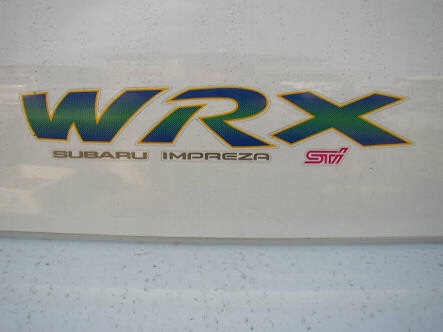 WRX
SUBARU IMPREZA STi